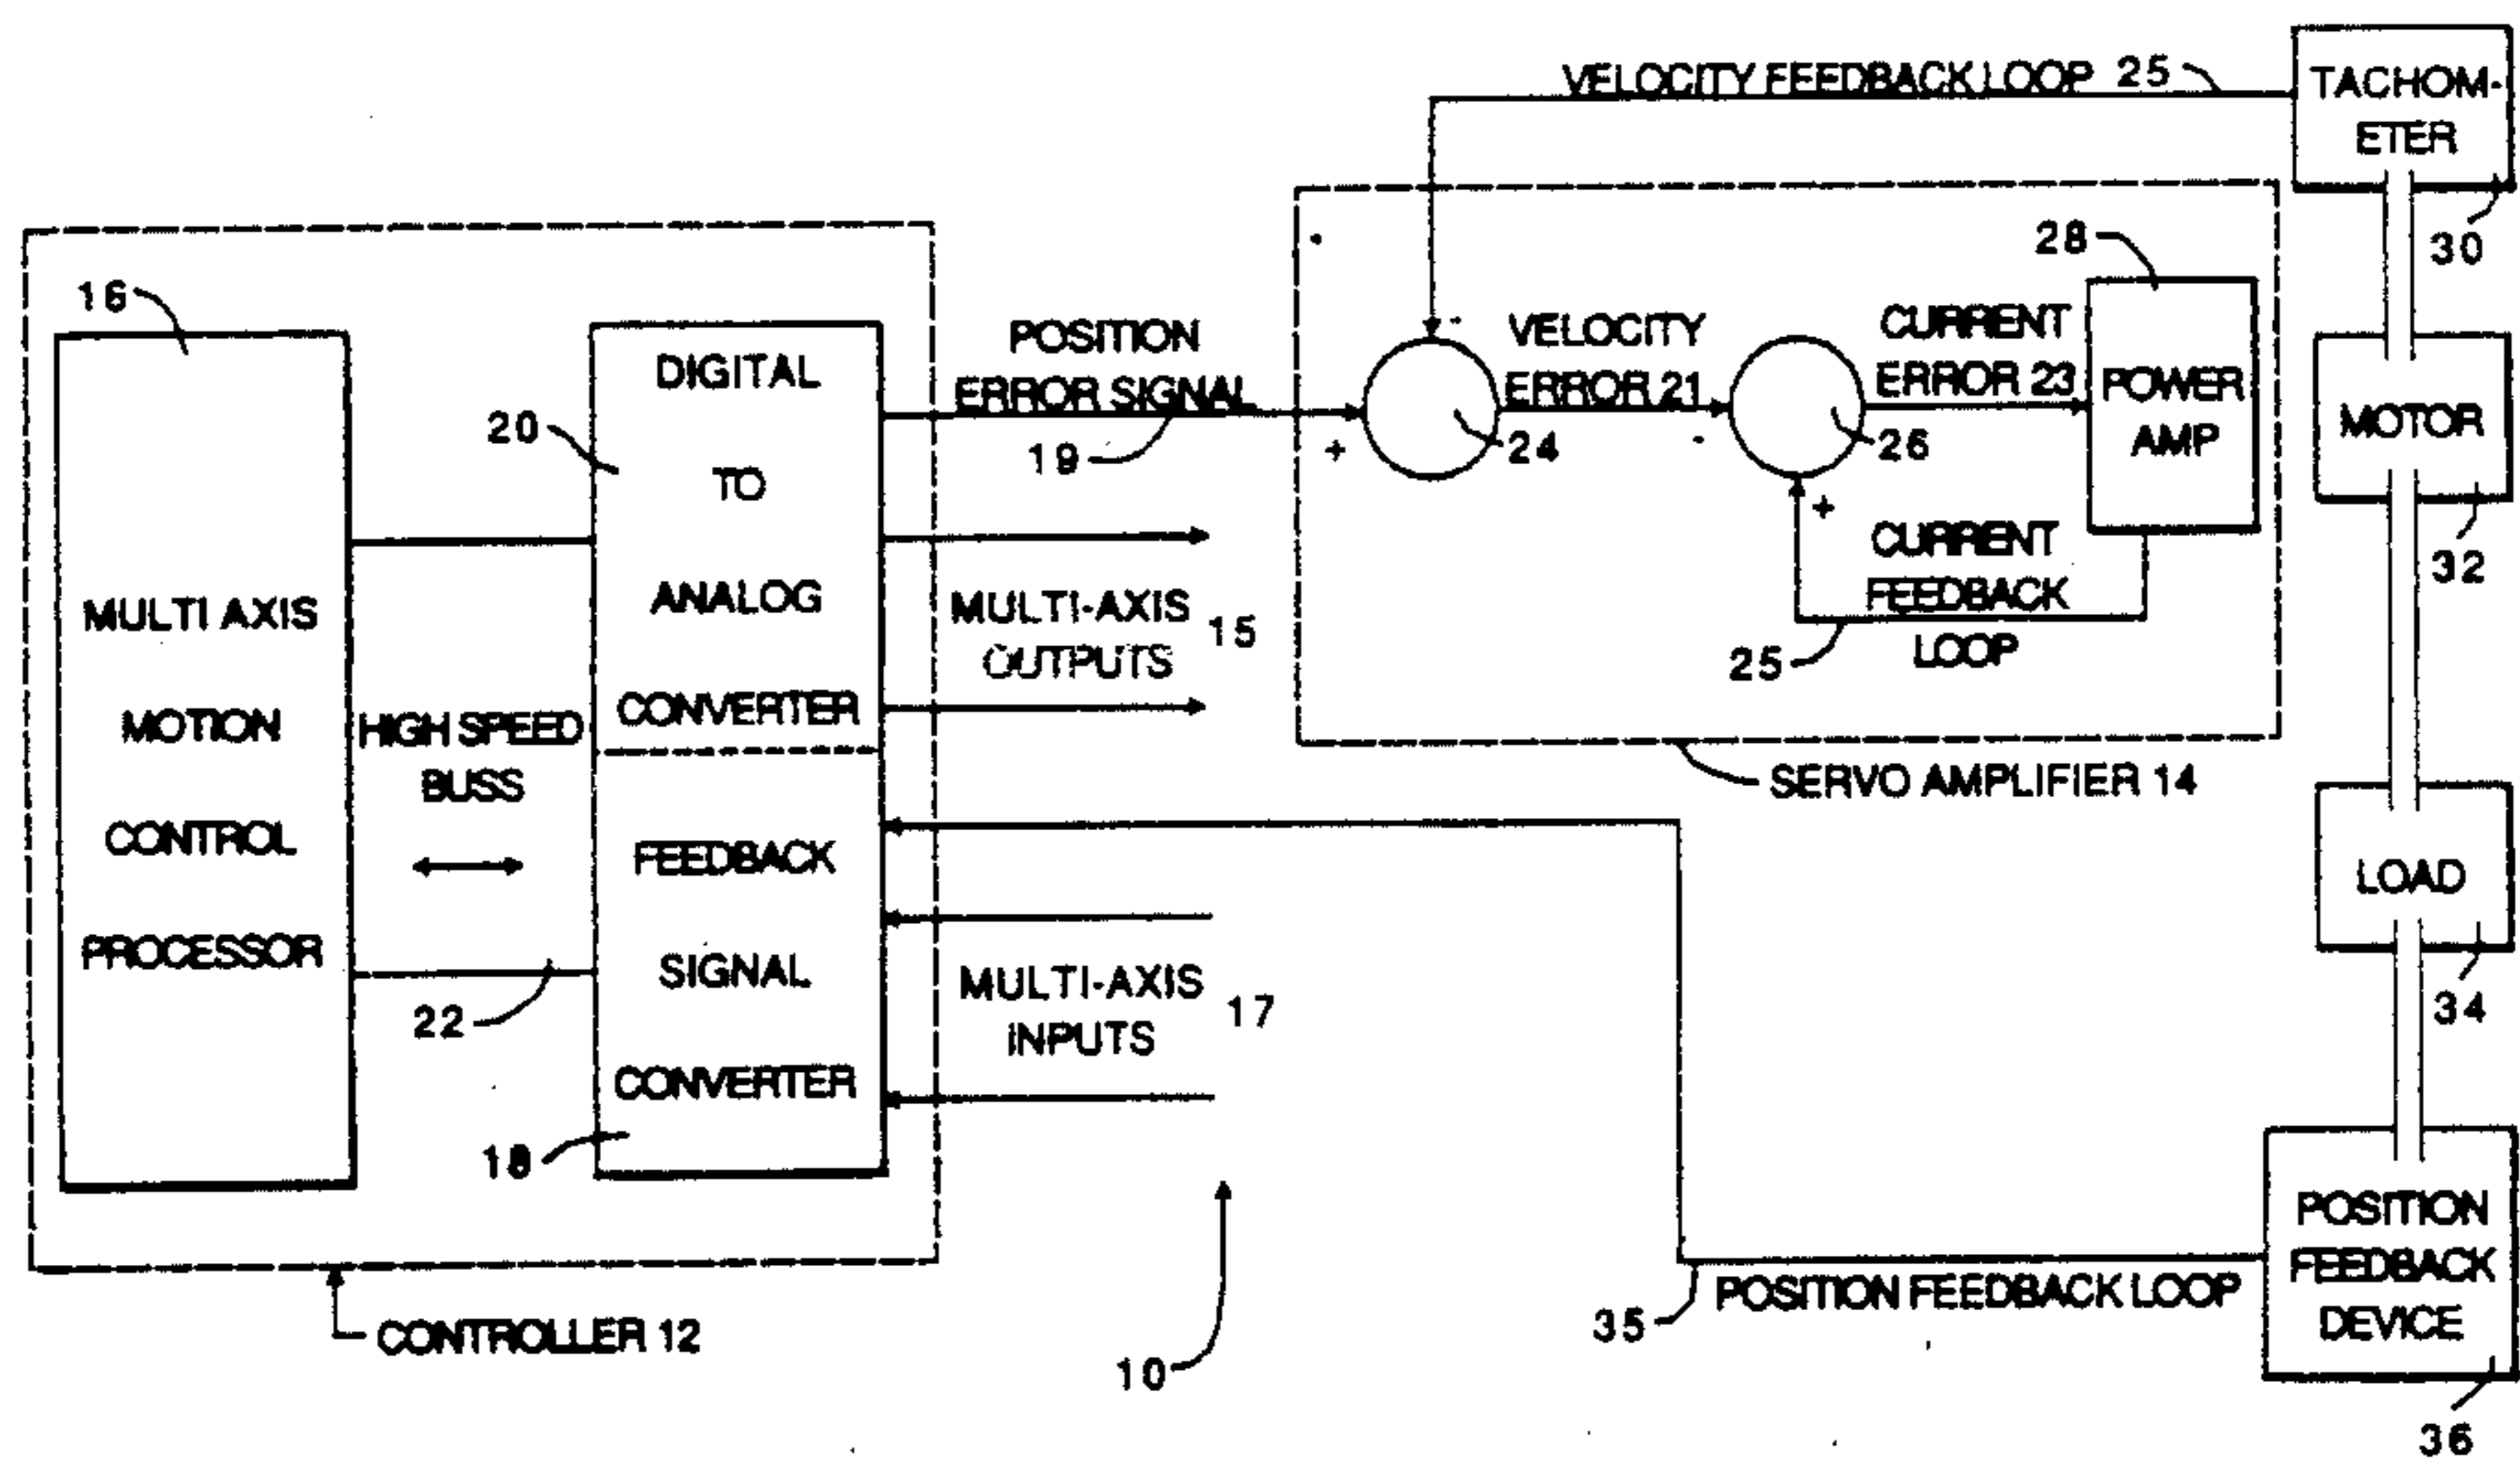 VELOCITY FEEDBACK LOOP 25
TACHOM-
ETER
30
16
MULTI AXIS
MOTION
CONTROL
PROCESSOR
HIGH SPEED
BUSS
22
20
DIGITAL
TO
ANALOG
CONVERTER
FEEDBACK
SIGNAL
CONVERTER
18
CONTROLLER 12
POSITION
ERROR SIGNAL
19
MULTI-AXIS
OUTPUTS
15
MULTI-AXIS
INPUTS
17
10
+
-
24
VELOCITY
ERROR 21
-
+
26
CURRENT
ERROR 23
28
POWER
AMP
CURRENT
FEEDBACK
LOOP
25
SERVO AMPLIFIER 14
MOTOR
32
LOAD
34
POSITION
FEEDBACK
DEVICE
36
35
POSITION FEEDBACK LOOP